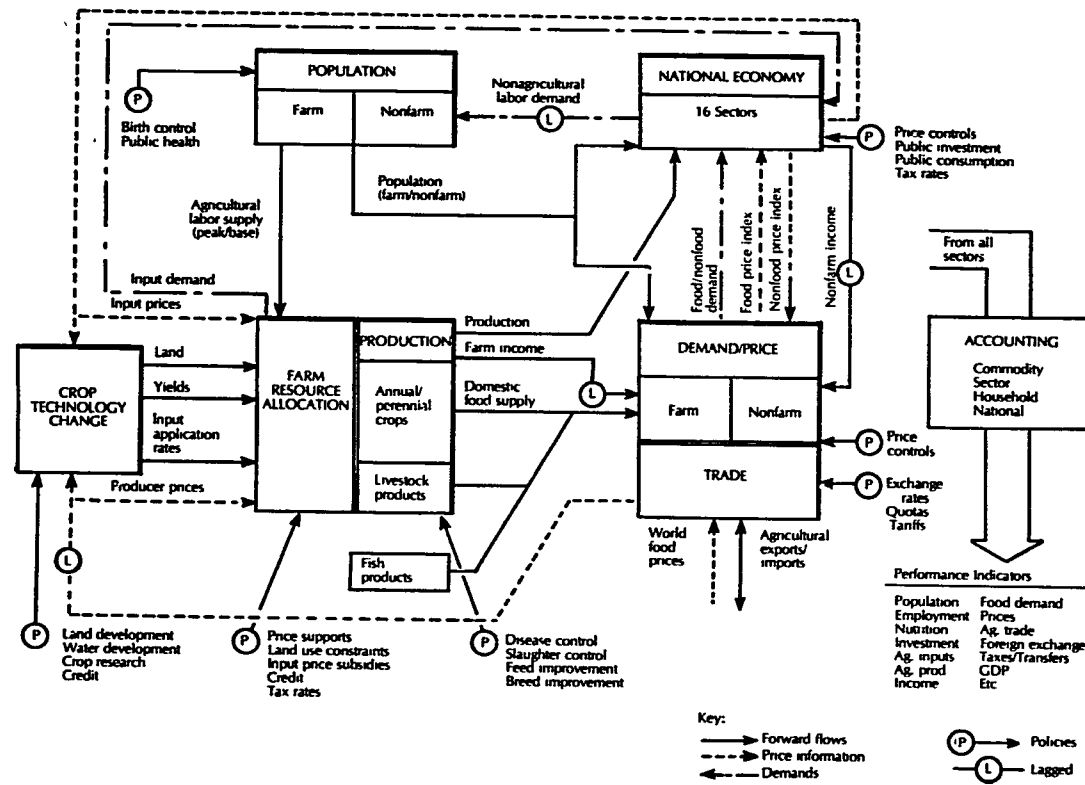 POPULATION
Farm
Nonfarm
P
Birth control
Public health
Nonagricultural
labor demand
L
NATIONAL ECONOMY
16 Sectors
P
Price controls
Public investment
Public consumption
Tax rates
Agricultural
labor supply
(peak/base)
Population
(farm/nonfarm)
Food/nonfood
demand
Food price index
Nonfood price index
Nonfarm income
L
From all
sectors
Input demand
Input prices
CROP
TECHNOLOGY
CHANGE
Land
Yields
Input
application
rates
Producer prices
L
FARM
RESOURCE
ALLOCATION
PRODUCTION
Annual/
perennial
crops
Livestock
products
Fish
products
Production
Farm income
L
Domestic
food supply
DEMAND/PRICE
Farm
Nonfarm
TRADE
P
Price
controls
P
Exchange
rates
Quotas
Tariffs
World
food
prices
Agricultural
exports/
imports
ACCOUNTING
Commodity
Sector
Household
National
P
Land development
Water development
Crop research
Credit
P
Price supports
Land use constraints
Input price subsidies
Credit
Tax rates
P
Disease control
Slaughter control
Feed improvement
Breed improvement
Performance Indicators
Population Food demand
Employment Prices
Nutrition Ag. trade
Investment Foreign exchange
Ag. inputs Taxes/Transfers
Ag. prod GDP
Income Etc
Key:
Forward flows
Price information
Demands
P Policies
L Lagged